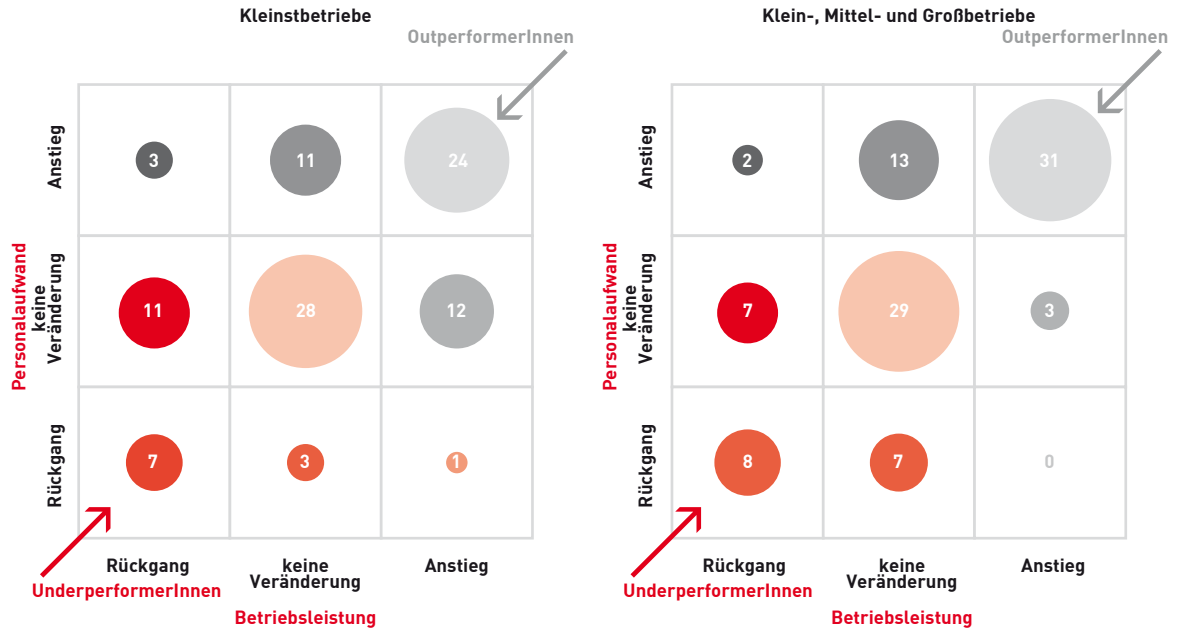 Kleinstbetriebe
OutperformerInnen
Personalaufwand
Anstieg
3
11
24
keine
Veränderung
11
28
12
Rückgang
7
3
1
Rückgang
keine
Veränderung
Anstieg
UnderperformerInnen
Betriebsleistung
Klein-, Mittel- und Großbetriebe
OutperformerInnen
Personalaufwand
Anstieg
2
13
31
keine
Veränderung
7
29
3
Rückgang
8
7
0
Rückgang
keine
Veränderung
Anstieg
UnderperformerInnen
Betriebsleistung